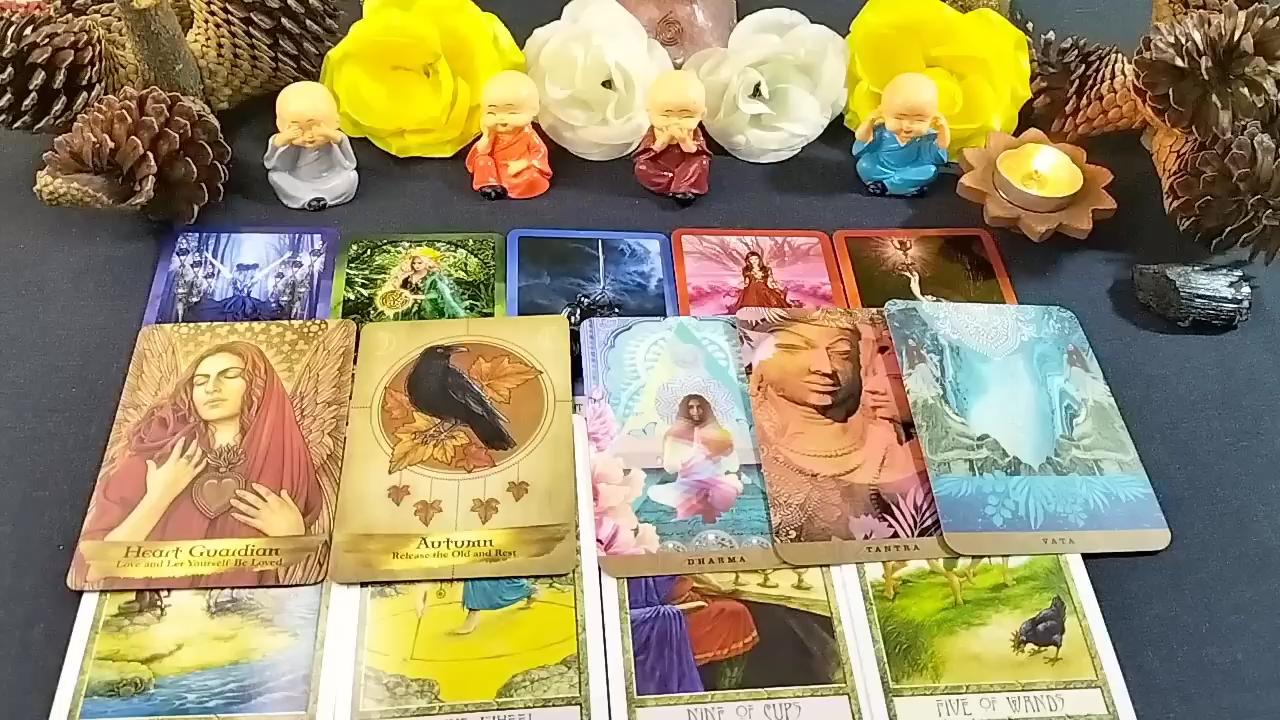 Heart Guardian
Love and Let Yourself Be Loved
Autumn
Release the Old and Rest
DHARMA
TANTRA
VATA
WHEEL
NINE OF CUPS
FIVE OF WANDS